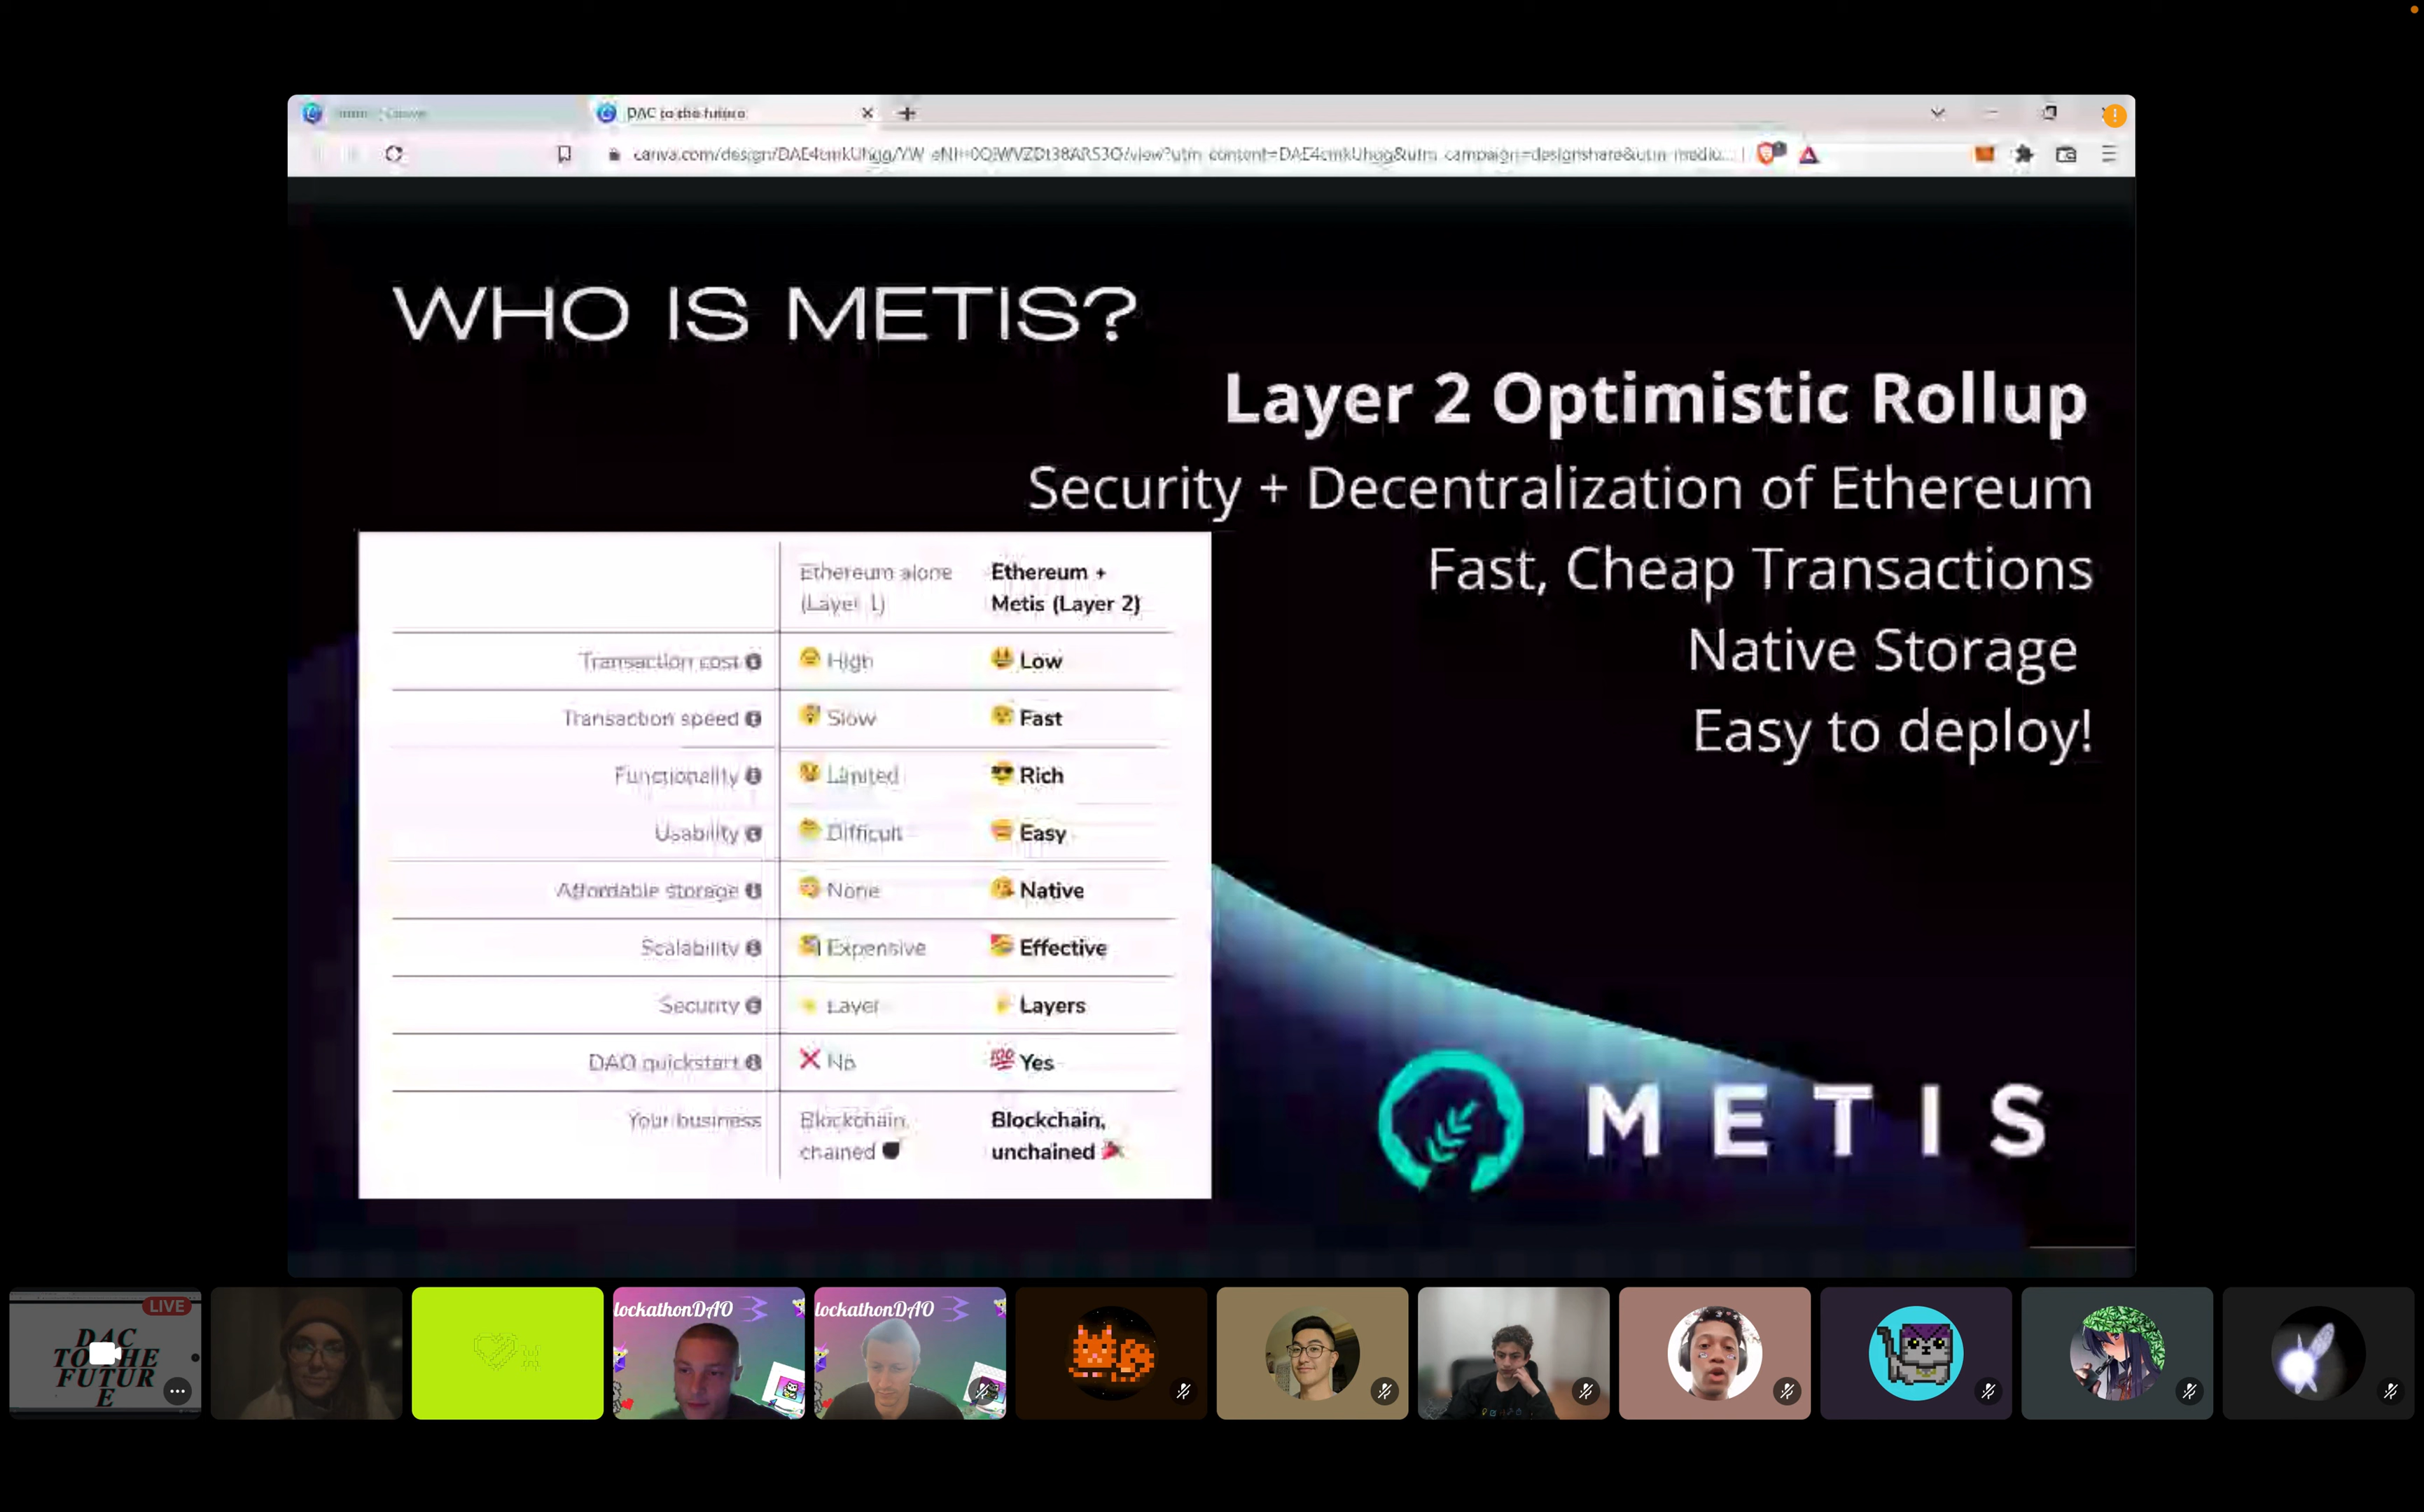 DAC to the future
WHO IS METIS?
Layer 2 Optimistic Rollup
Security + Decentralization of Ethereum
Fast, Cheap Transactions
Native Storage
Easy to deploy!
Ethereum alone (Layer 1)
Ethereum + Metis (Layer 2)
Transaction cost High Low
Transaction speed Slow Fast
Functionality Limited Rich
Usability Difficult Easy
Affordable storage None Native
Scalability Expensive Effective
Security Layer Layers
DAO quickstart No 100 Yes
Your business
Blockchain, chained
Blockchain, unchained
METIS
LIVE
DAC
TO THE
FUTUR
E
lockathonDAO
lockathonDAO